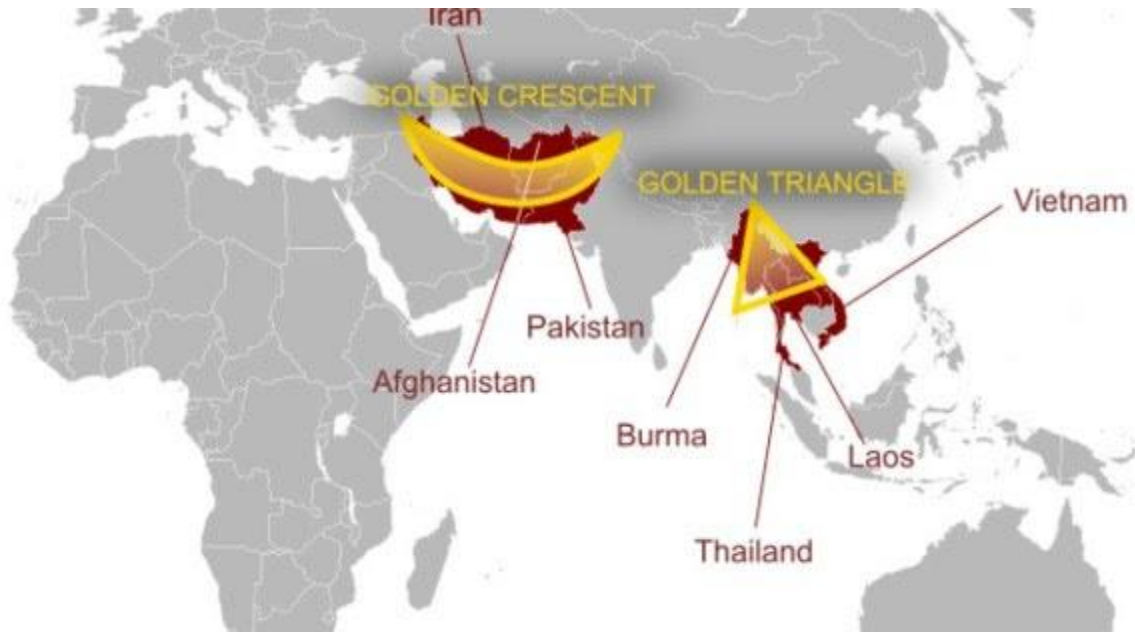 Iran
GOLDEN CRESCENT
GOLDEN TRIANGLE
Vietnam
Pakistan
Afghanistan
Burma
Laos
Thailand